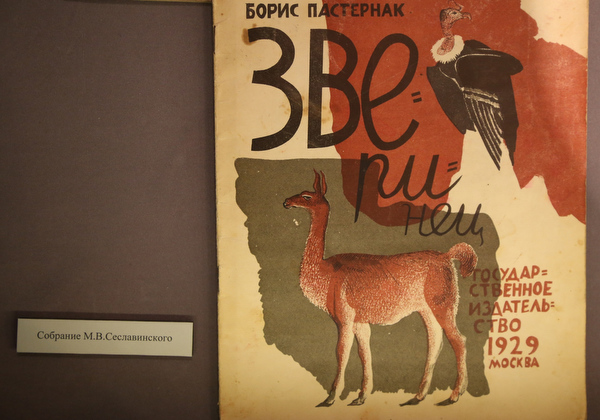 БОРИС ПАСТЕРНАК
ЗВе=
ри=
нец
ГОСУДАР=
СТВЕННОЕ
ИЗДАТЕЛЬ=
СТВО
1929
МОСКВА
Собрание М.В.Сеславинского